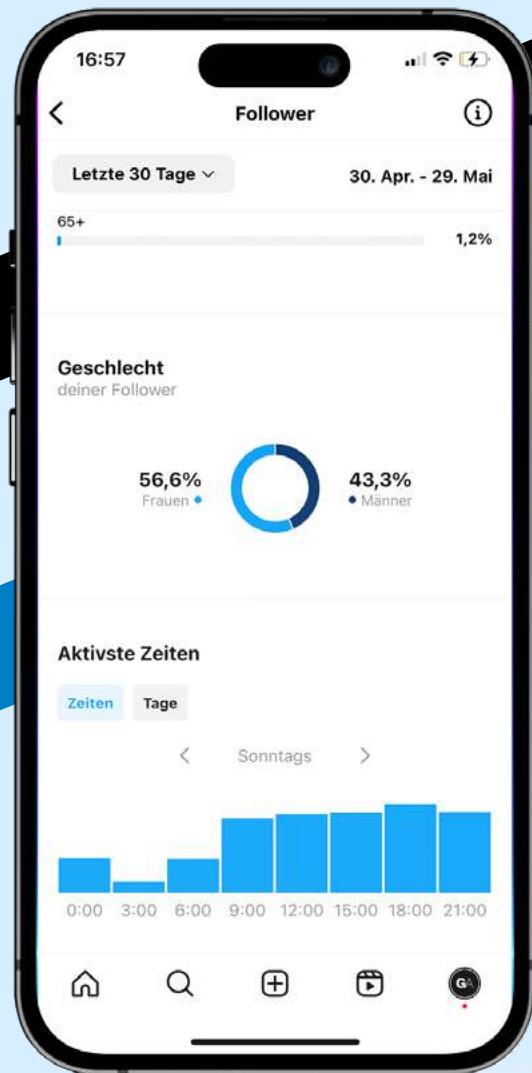 16:57
Follower
Letzte 30 Tage
30. Apr. - 29. Mai
65+
1,2%
Geschlecht
deiner Follower
56,6%
Frauen
43,3%
Männer
Aktivste Zeiten
Zeiten Tage
Sonntags
0:00 3:00 6:00 9:00 12:00 15:00 18:00 21:00
GA